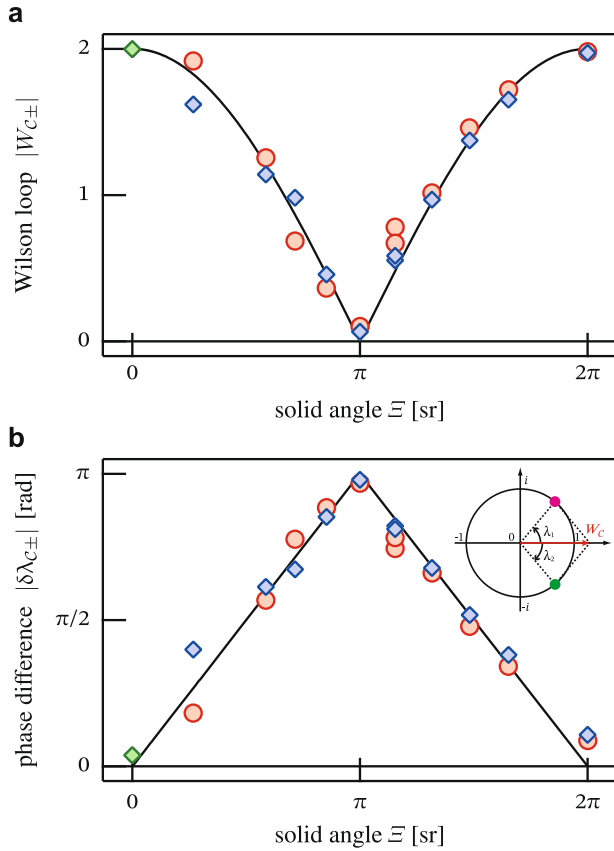 a
Wilson loop |W𝒞±|
2
1
0
0 π 2π
solid angle Ξ [sr]
b
phase difference |δλ𝒞±| [rad]
π
π/2
0
0 π 2π
solid angle Ξ [sr]
i
-1 0 1 W𝒞
λ₁
λ₂
-i